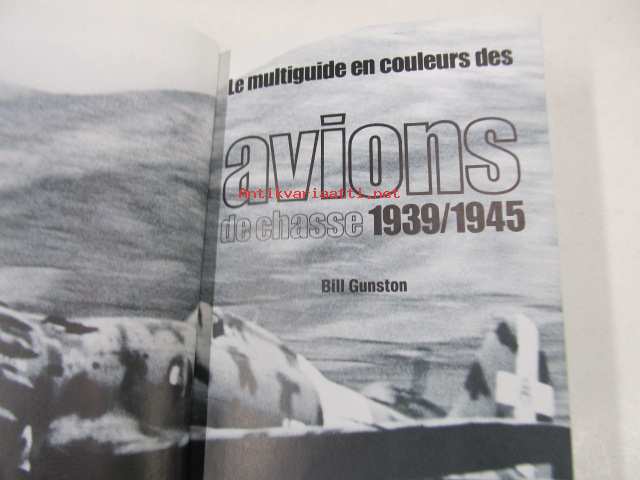 Le multiguide en couleurs des
avions
Antikvariaatti.net
de chasse 1939/1945
Bill Gunston